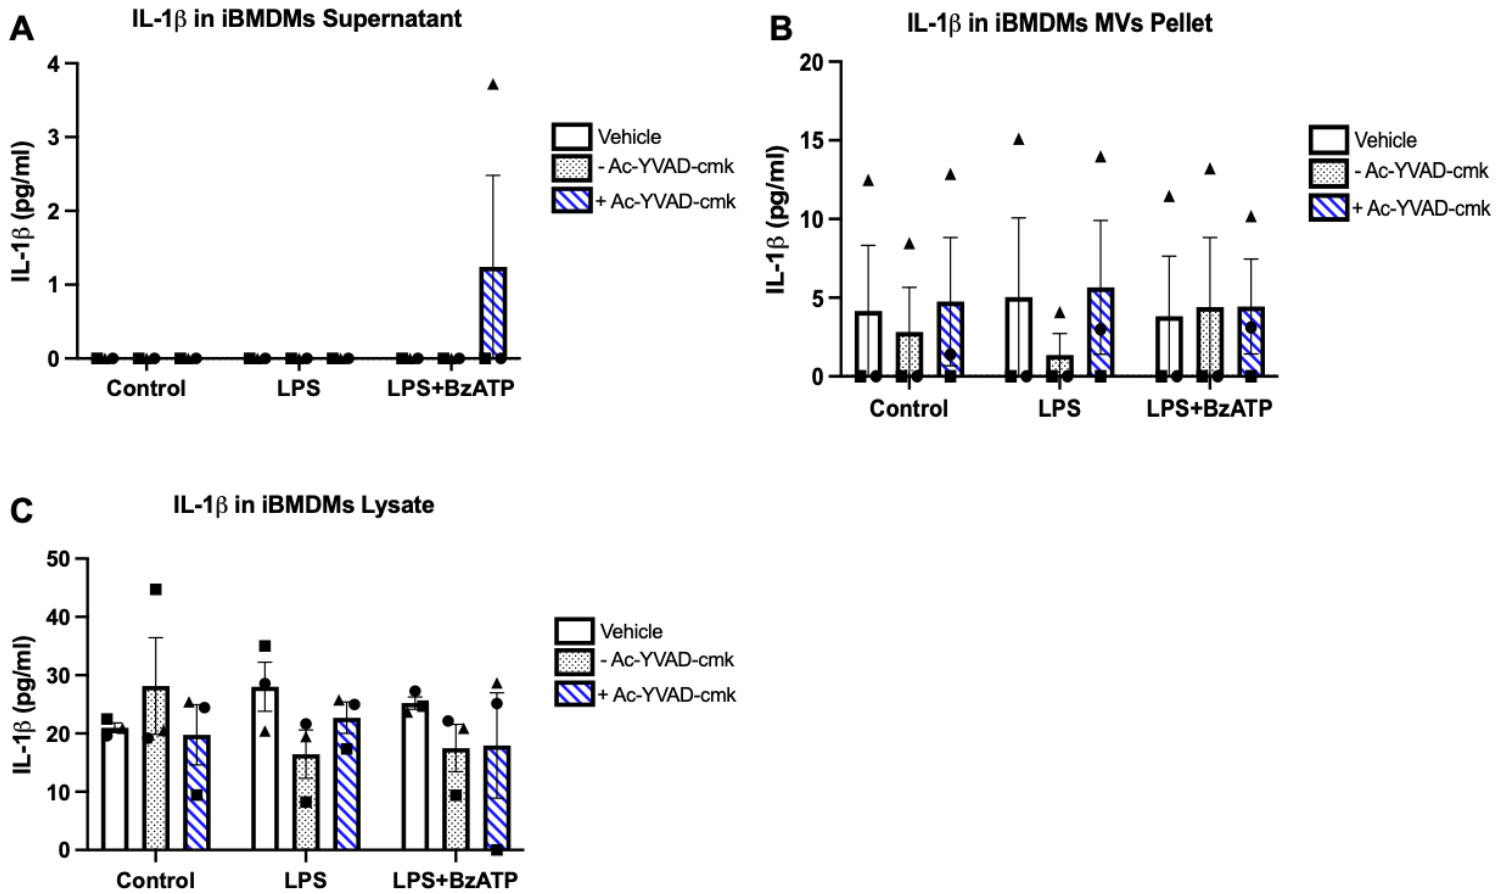 A
IL-1β in iBMDMs Supernatant
IL-1β (pg/ml)
4
3
2
1
0
Control
LPS
LPS+BzATP
Vehicle
- Ac-YVAD-cmk
+ Ac-YVAD-cmk
B
IL-1β in iBMDMs MVs Pellet
IL-1β (pg/ml)
20
15
10
5
0
Control
LPS
LPS+BzATP
Vehicle
- Ac-YVAD-cmk
+ Ac-YVAD-cmk
C
IL-1β in iBMDMs Lysate
IL-1β (pg/ml)
50
40
30
20
10
0
Control
LPS
LPS+BzATP
Vehicle
- Ac-YVAD-cmk
+ Ac-YVAD-cmk